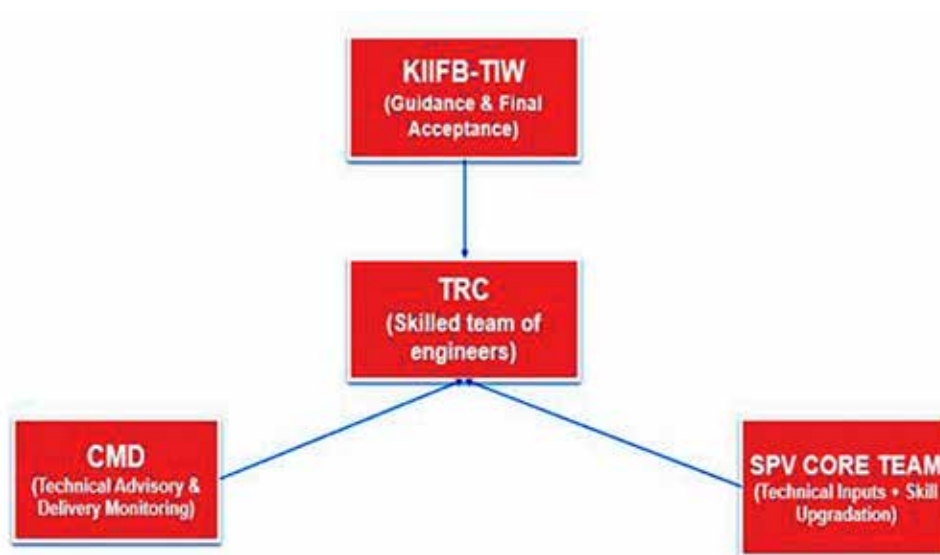 KIIFB-TIW
(Guidance & Final
Acceptance)
TRC
(Skilled team of
engineers)
CMD
(Technical Advisory &
Delivery Monitoring)
SPV CORE TEAM
(Technical Inputs + Skill
Upgradation)